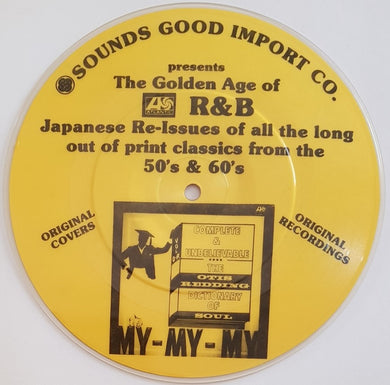 SOUNDS GOOD IMPORT CO.
presents
The Golden Age of
ATLANTIC R&B
Japanese Re-Issues of all the long
out of print classics from the
50's & 60's
ORIGINAL
COVERS
ORIGINAL
RECORDINGS
COMPLETE
&
UNBELIEVABLE
THE
OTIS
REDDING
DICTIONARY
OF
SOUL
MY-MY-MY